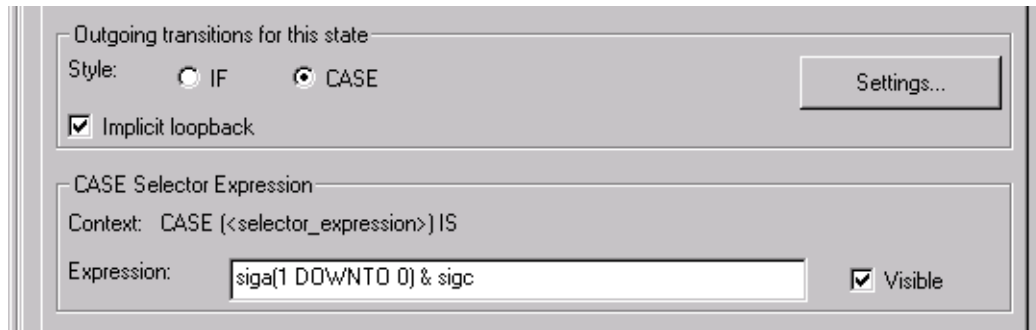 Outgoing transitions for this state
Style: IF CASE Settings...
Implicit loopback
CASE Selector Expression
Context: CASE (<selector_expression>) IS
Expression: siga(1 DOWNTO 0) & sigc Visible